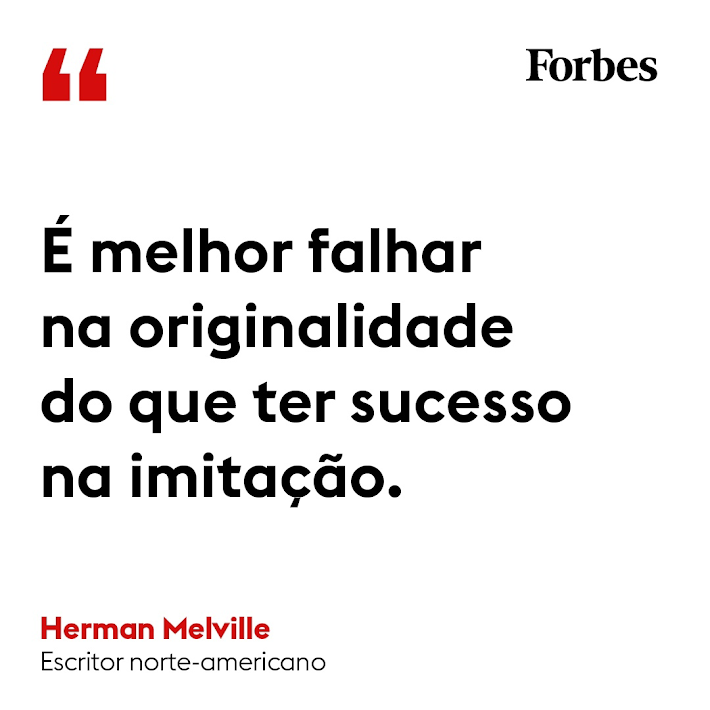 Forbes
É melhor falhar
na originalidade
do que ter sucesso
na imitação.
Herman Melville
Escritor norte-americano